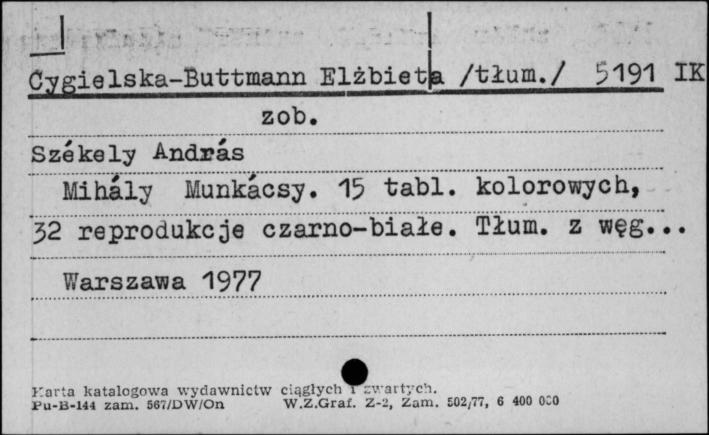 Cygielska-Buttmann Elżbieta /tłum./ 5191 IK
zob.
Székely András
Mihály Munkácsy. 15 tabl. kolorowych,
32 reprodukcje czarno-białe. Tłum. z węg...
Warszawa 1977
Karta katalogowa wydawnictw ciągłych i zwartych.
Pu-B-144 zam. 567/DW/On W.Z.Graf. Z-2, Zam. 502/77, 6 400 000